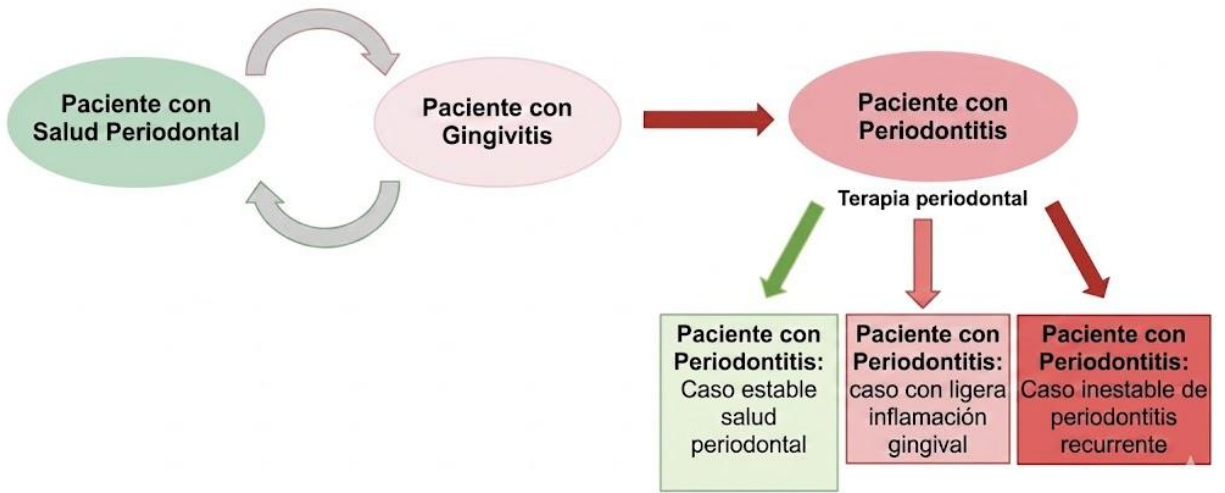 Paciente con
Salud Periodontal
Paciente con
Gingivitis
Paciente con
Periodontitis
Terapia periodontal
Paciente con
Periodontitis:
Caso estable
salud
periodontal
Paciente con
Periodontitis:
caso con ligera
inflamación
gingival
Paciente con
Periodontitis:
Caso inestable de
periodontitis
recurrente